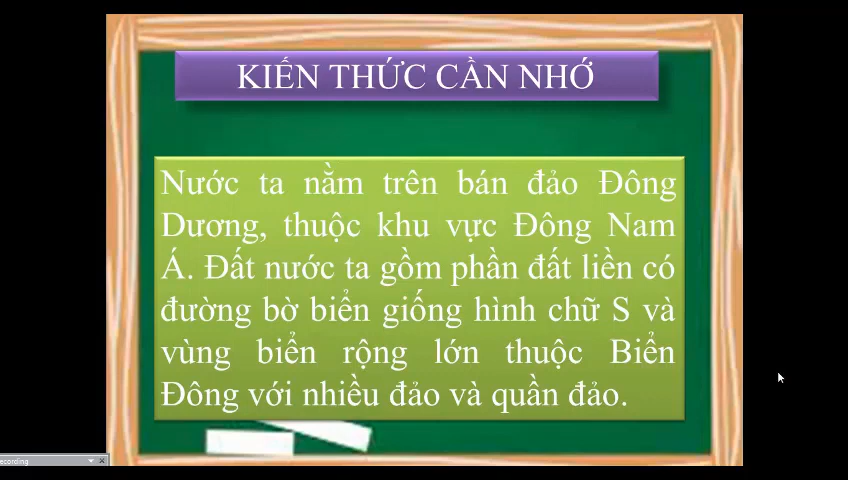 KIẾN THỨC CẦN NHỚ
Nước ta nằm trên bán đảo Đông
Dương, thuộc khu vực Đông Nam
Á. Đất nước ta gồm phần đất liền có
đường bờ biển giống hình chữ S và
vùng biển rộng lớn thuộc Biển
Đông với nhiều đảo và quần đảo.
ecording